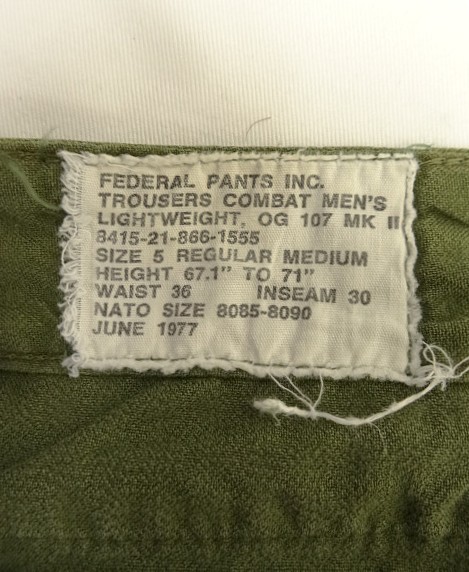 FEDERAL PANTS INC.
TROUSERS COMBAT MEN'S
LIGHTWEIGHT, OG 107 MK II
8415-21-866-1555
SIZE 5 REGULAR MEDIUM
HEIGHT 67.1" TO 71"
WAIST 36 INSEAM 30
NATO SIZE 8085-8090
JUNE 1977